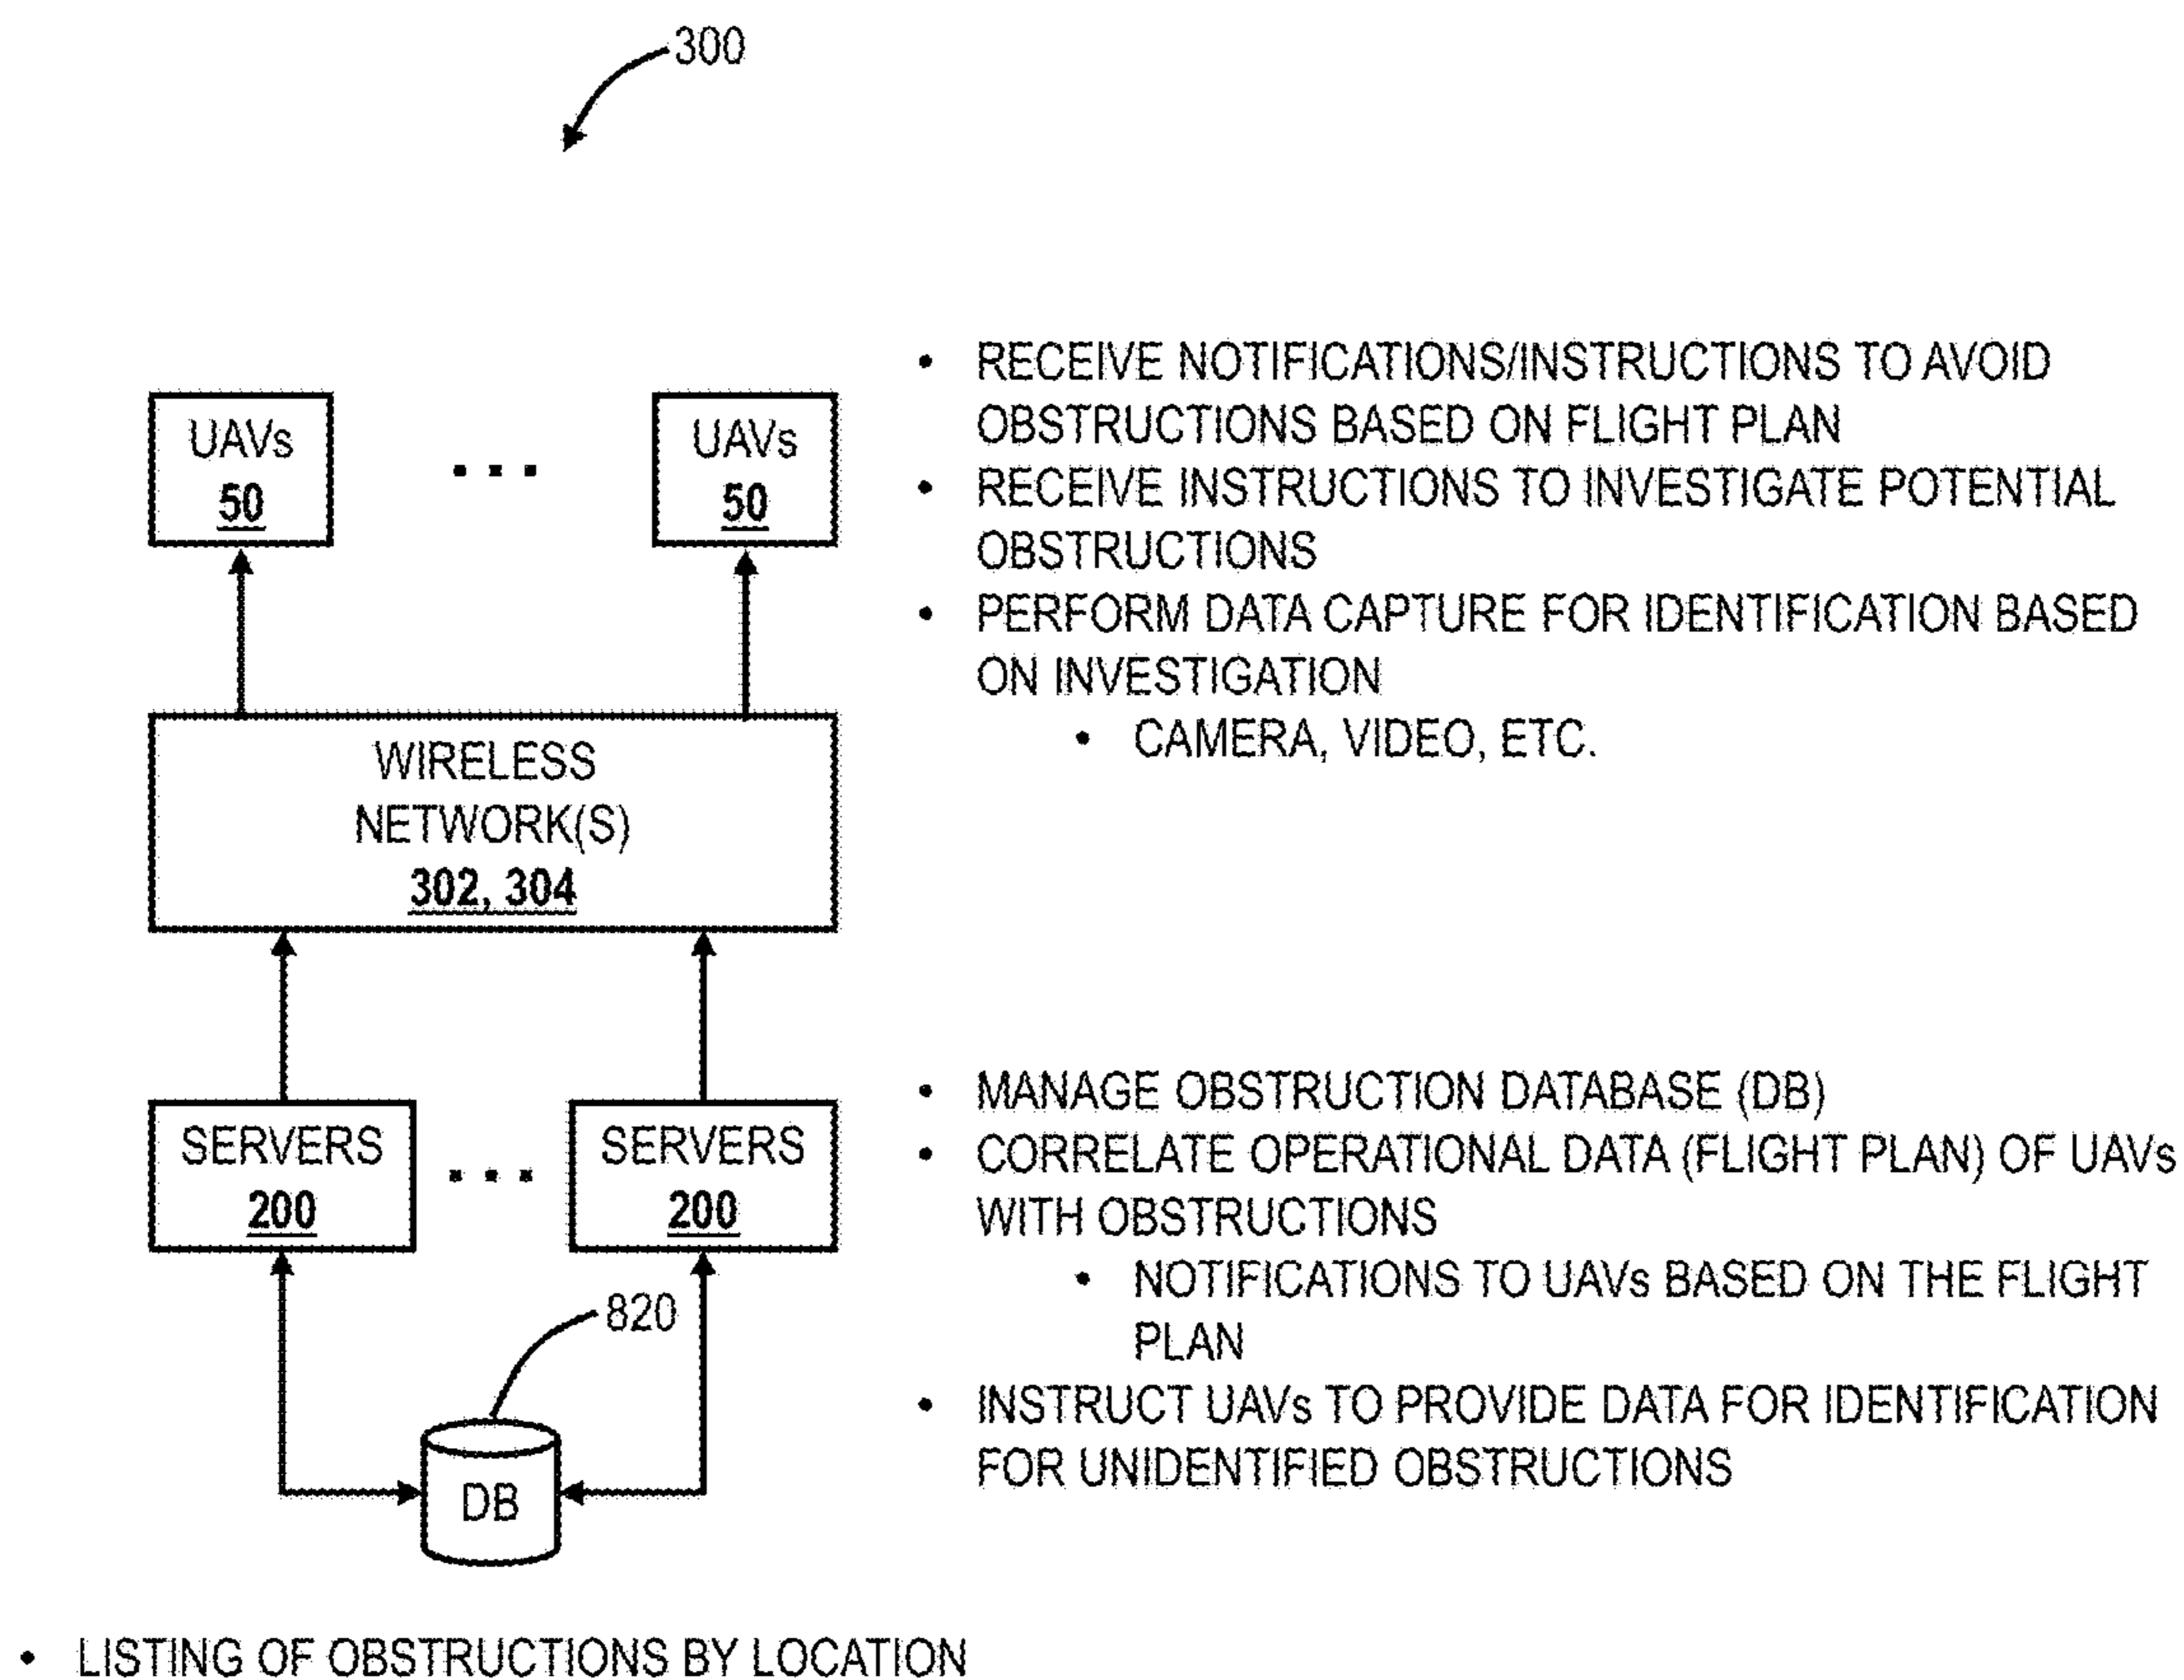 300
UAVs
50
...
UAVs
50
• RECEIVE NOTIFICATIONS/INSTRUCTIONS TO AVOID
OBSTRUCTIONS BASED ON FLIGHT PLAN
• RECEIVE INSTRUCTIONS TO INVESTIGATE POTENTIAL
OBSTRUCTIONS
• PERFORM DATA CAPTURE FOR IDENTIFICATION BASED
ON INVESTIGATION
• CAMERA, VIDEO, ETC.
WIRELESS
NETWORK(S)
302, 304
SERVERS
200
...
SERVERS
200
• MANAGE OBSTRUCTION DATABASE (DB)
• CORRELATE OPERATIONAL DATA (FLIGHT PLAN) OF UAVs
WITH OBSTRUCTIONS
• NOTIFICATIONS TO UAVs BASED ON THE FLIGHT
PLAN
• INSTRUCT UAVs TO PROVIDE DATA FOR IDENTIFICATION
FOR UNIDENTIFIED OBSTRUCTIONS
820
DB
• LISTING OF OBSTRUCTIONS BY LOCATION